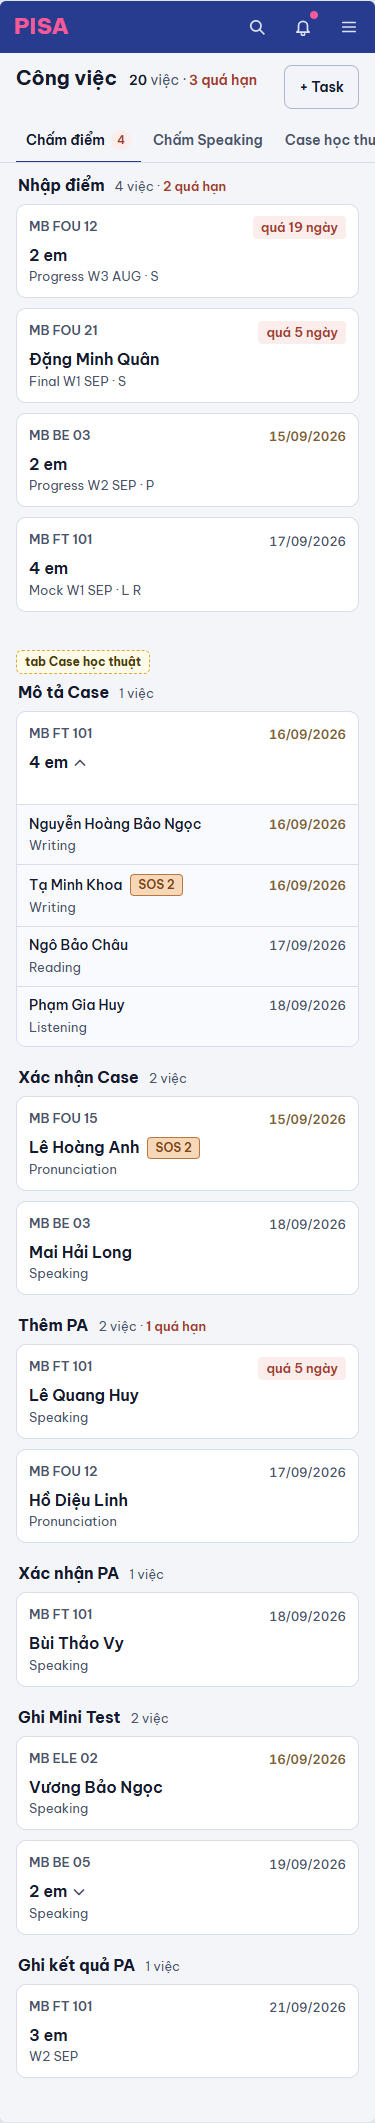 PISA
Công việc 20 việc · 3 quá hạn + Task
Chấm điểm 4 Chấm Speaking Case học thu
Nhập điểm 4 việc · 2 quá hạn
MB FOU 12 quá 19 ngày
2 em
Progress W3 AUG · S
MB FOU 21 quá 5 ngày
Đặng Minh Quân
Final W1 SEP · S
MB BE 03 15/09/2026
2 em
Progress W2 SEP · P
MB FT 101 17/09/2026
4 em
Mock W1 SEP · L R
tab Case học thuật
Mô tả Case 1 việc
MB FT 101 16/09/2026
4 em
Nguyễn Hoàng Bảo Ngọc 16/09/2026
Writing
Tạ Minh Khoa SOS 2 16/09/2026
Writing
Ngô Bảo Châu 17/09/2026
Reading
Phạm Gia Huy 18/09/2026
Listening
Xác nhận Case 2 việc
MB FOU 15 15/09/2026
Lê Hoàng Anh SOS 2
Pronunciation
MB BE 03 18/09/2026
Mai Hải Long
Speaking
Thêm PA 2 việc · 1 quá hạn
MB FT 101 quá 5 ngày
Lê Quang Huy
Speaking
MB FOU 12 17/09/2026
Hồ Diệu Linh
Pronunciation
Xác nhận PA 1 việc
MB FT 101 18/09/2026
Bùi Thảo Vy
Speaking
Ghi Mini Test 2 việc
MB ELE 02 16/09/2026
Vương Bảo Ngọc
Speaking
MB BE 05 19/09/2026
2 em
Speaking
Ghi kết quả PA 1 việc
MB FT 101 21/09/2026
3 em
W2 SEP